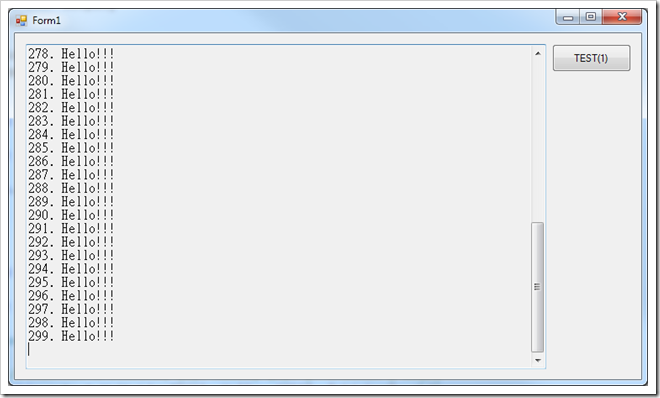 Form1
278. Hello!!!
279. Hello!!!
280. Hello!!!
281. Hello!!!
282. Hello!!!
283. Hello!!!
284. Hello!!!
285. Hello!!!
286. Hello!!!
287. Hello!!!
288. Hello!!!
289. Hello!!!
290. Hello!!!
291. Hello!!!
292. Hello!!!
293. Hello!!!
294. Hello!!!
295. Hello!!!
296. Hello!!!
297. Hello!!!
298. Hello!!!
299. Hello!!!
TEST(1)